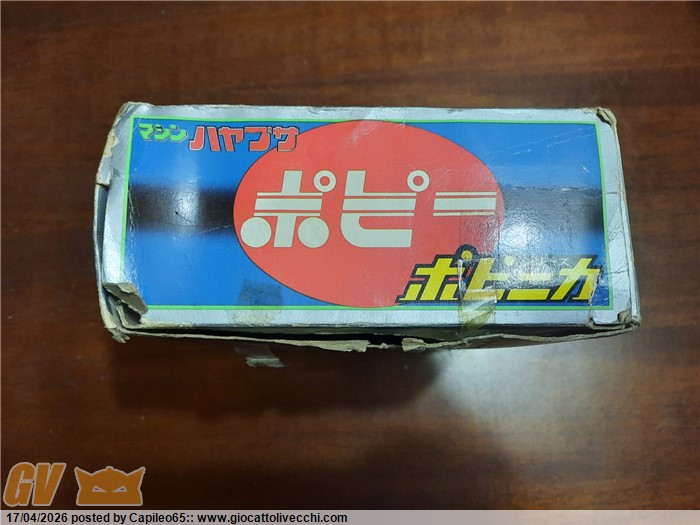 マシン ハヤブサ
ポピー
ポピニカ
GV
17/04/2026 posted by Capileo65:: www.giocattolivecchi.com